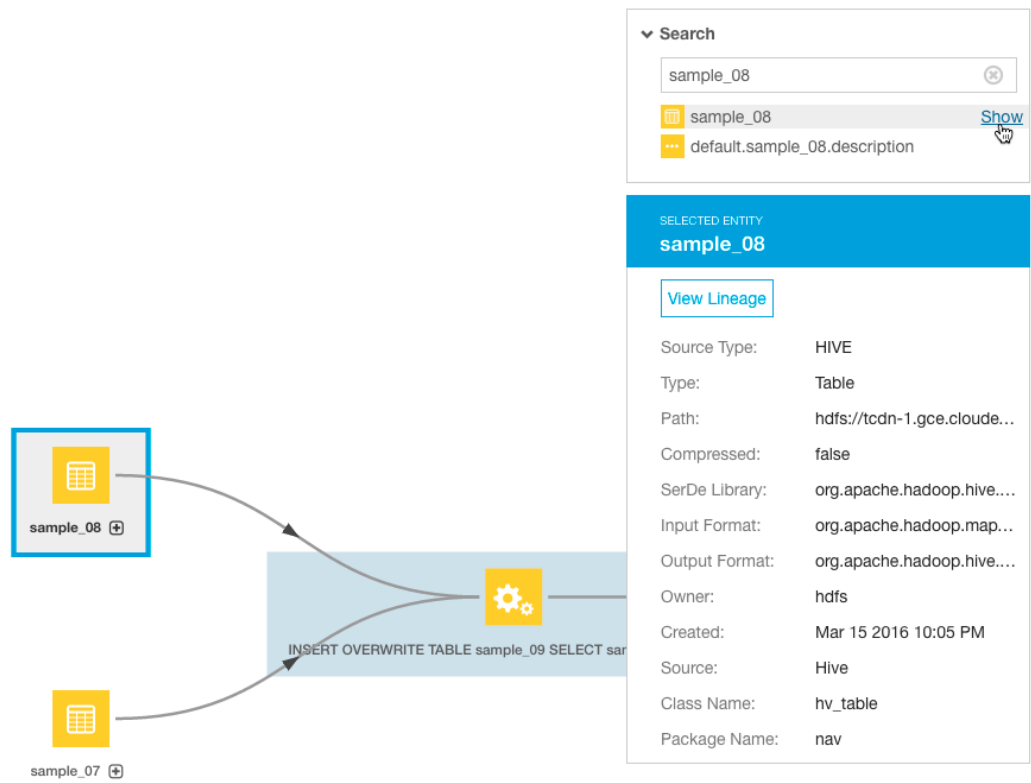 Search
sample_08
sample_08 Show
default.sample_08.description
SELECTED ENTITY
sample_08
View Lineage
Source Type: HIVE
Type: Table
Path: hdfs://tcdn-1.gce.cloude...
Compressed: false
SerDe Library: org.apache.hadoop.hive....
Input Format: org.apache.hadoop.map...
Output Format: org.apache.hadoop.hive....
Owner: hdfs
Created: Mar 15 2016 10:05 PM
Source: Hive
Class Name: hv_table
Package Name: nav
sample_08
INSERT OVERWRITE TABLE sample_09 SELECT sar
sample_07